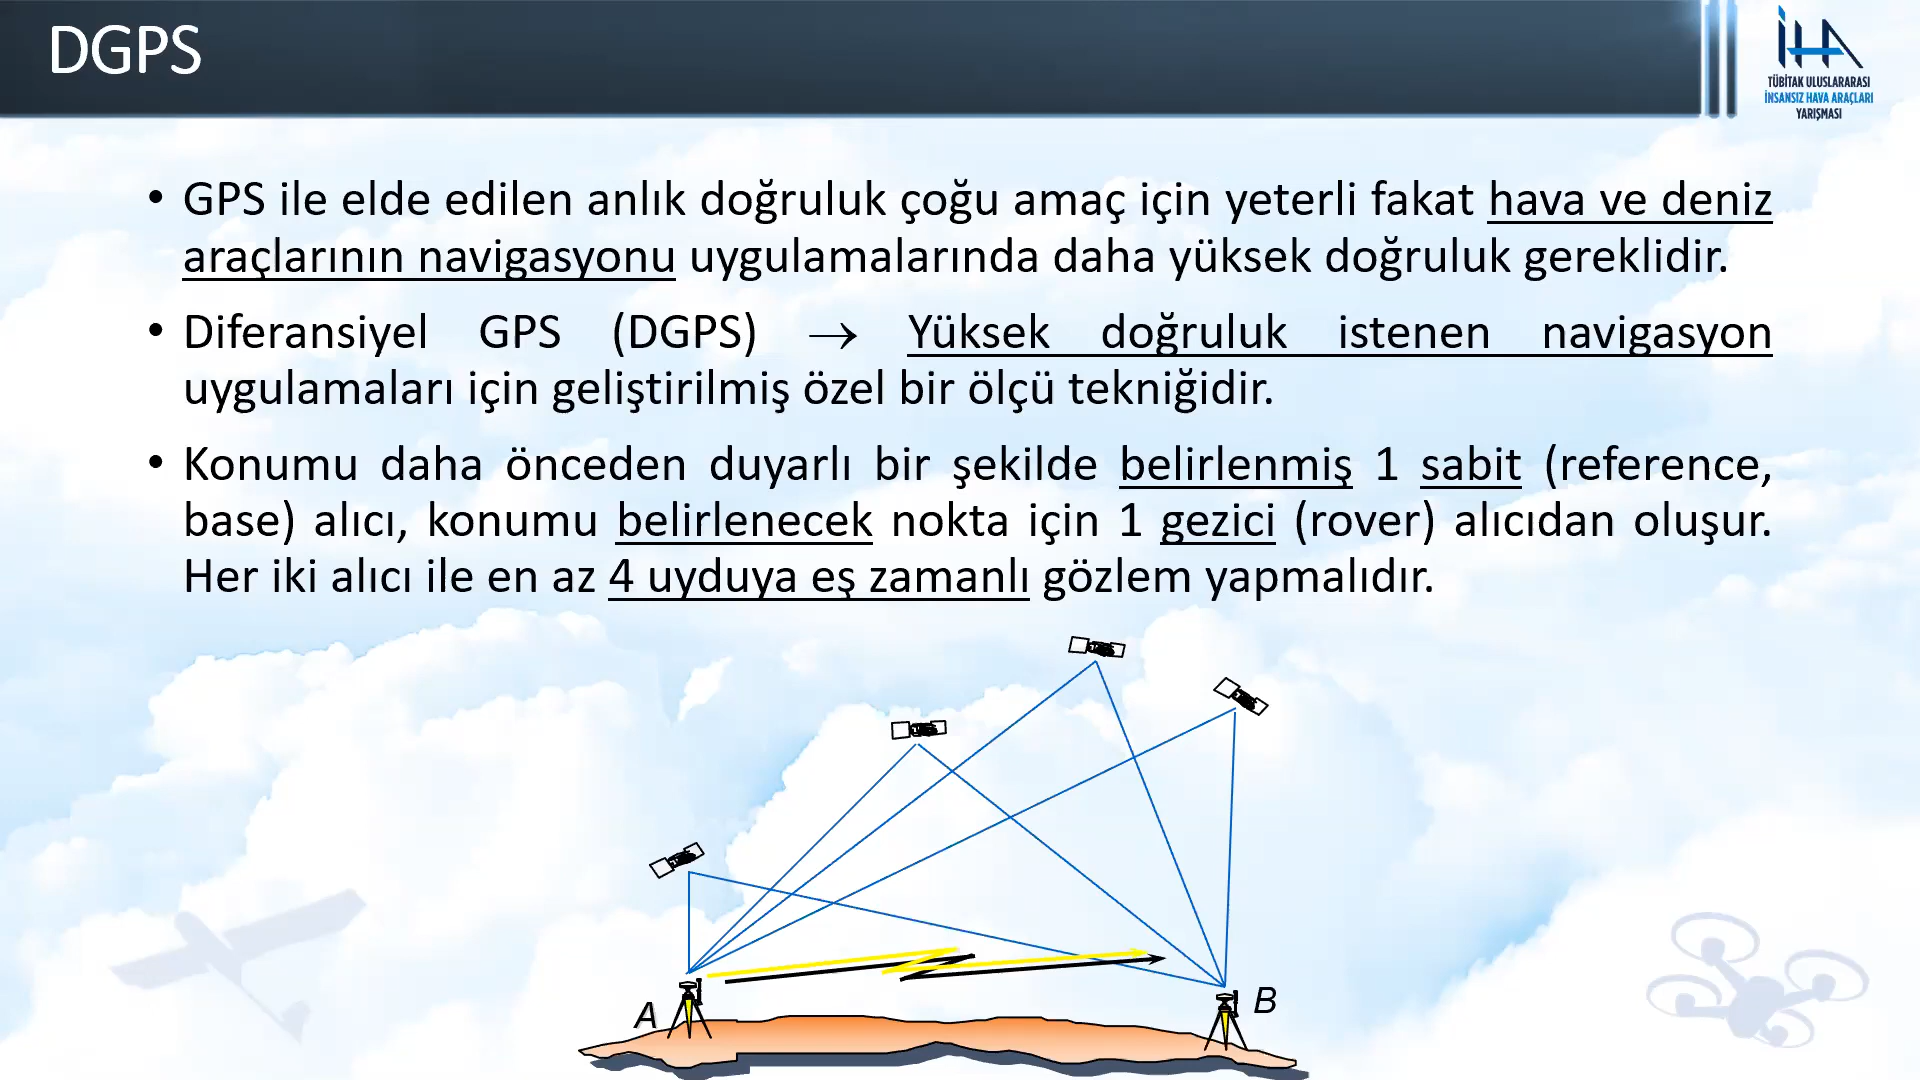 DGPS
İHA
TÜBİTAK ULUSLARARASI
İNSANSIZ HAVA ARAÇLARI
YARIŞMASI
• GPS ile elde edilen anlık doğruluk çoğu amaç için yeterli fakat hava ve deniz
araçlarının navigasyonu uygulamalarında daha yüksek doğruluk gereklidir.
• Diferansiyel GPS (DGPS) → Yüksek doğruluk istenen navigasyon
uygulamaları için geliştirilmiş özel bir ölçü tekniğidir.
• Konumu daha önceden duyarlı bir şekilde belirlenmiş 1 sabit (reference,
base) alıcı, konumu belirlenecek nokta için 1 gezici (rover) alıcıdan oluşur.
Her iki alıcı ile en az 4 uyduya eş zamanlı gözlem yapmalıdır.
A
B